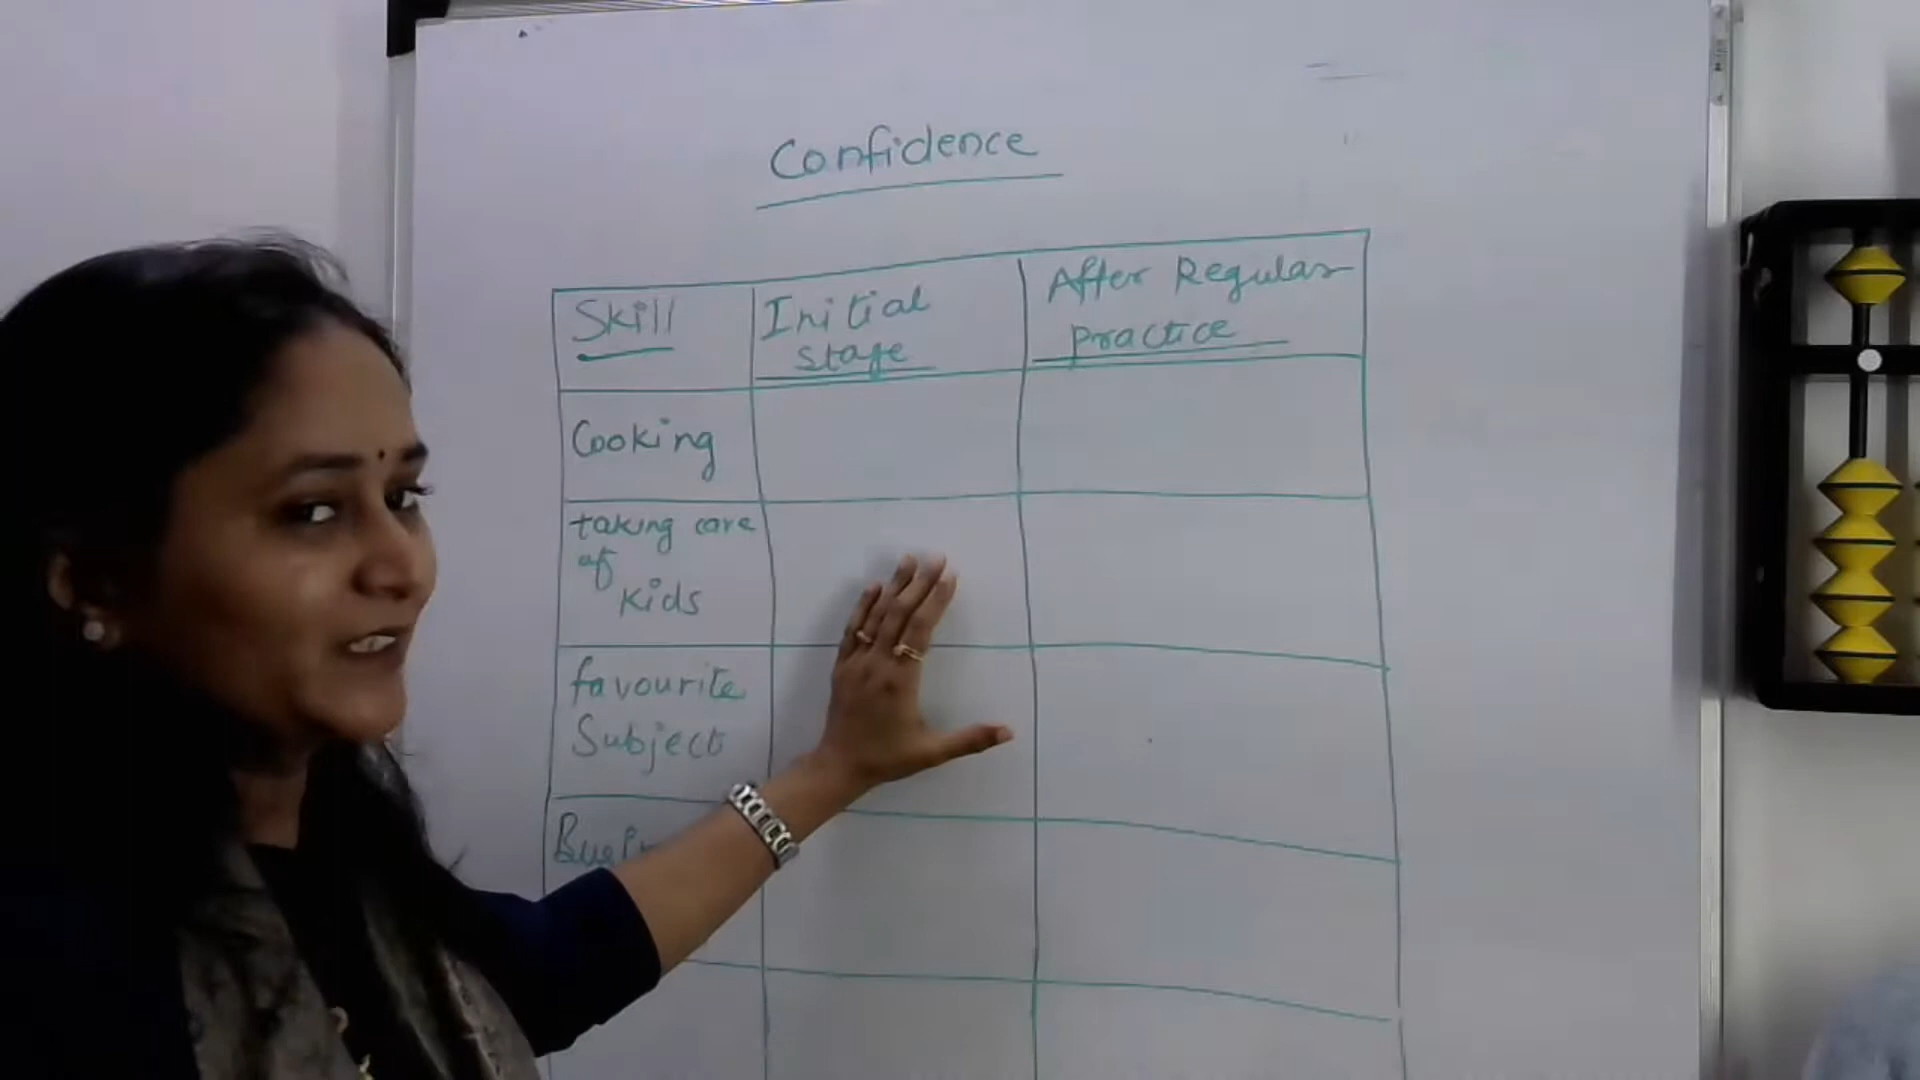 Confidence
Skill
Initial
stage
After Regular
practice
Cooking
taking care
of
Kids
favourite
Subject